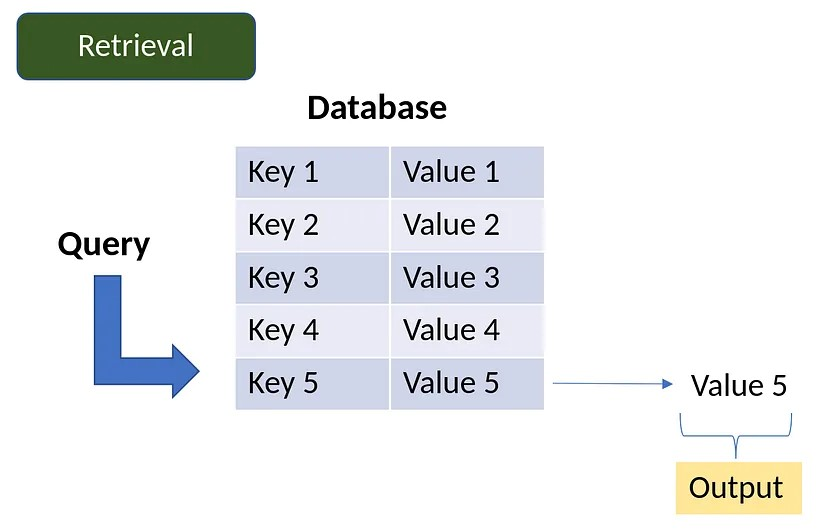 Retrieval
Database
Key 1 Value 1
Key 2 Value 2
Query
Key 3 Value 3
Key 4 Value 4
Key 5 Value 5
Value 5
Output